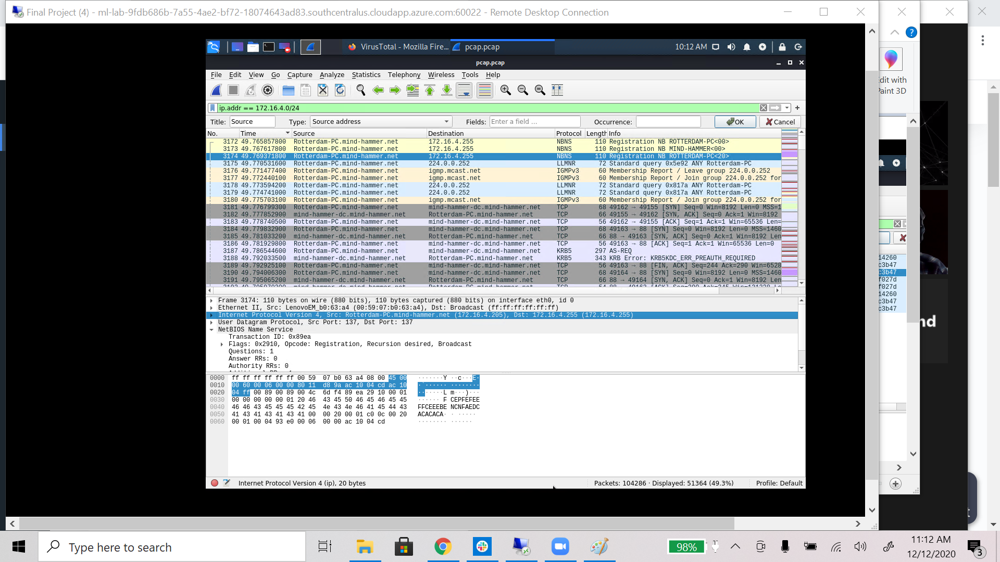 Final Project (4) - ml-lab-9fdb686b-7a55-4ae2-bf72-18074643ad83.southcentralus.cloudapp.azure.com:60022 - Remote Desktop Connection
VirusTotal - Mozilla Fire...
pcap.pcap
10:12 AM
pcap.pcap
File Edit View Go Capture Analyze Statistics Telephony Wireless Tools Help
ip.addr == 172.16.4.0/24
Title: Source Type: Source address Fields: Enter a field ... Occurrence: OK Cancel
No. Time Source Destination Protocol Length Info
3172 49.765857800 Rotterdam-PC.mind-hammer.net 172.16.4.255 NBNS 110 Registration NB ROTTERDAM-PC<00>
3173 49.767617800 Rotterdam-PC.mind-hammer.net 172.16.4.255 NBNS 110 Registration NB MIND-HAMMER<00>
3174 49.769371800 Rotterdam-PC.mind-hammer.net 172.16.4.255 NBNS 110 Registration NB ROTTERDAM-PC<20>
3175 49.770531600 Rotterdam-PC.mind-hammer.net 224.0.0.252 LLMNR 72 Standard query 0x5e92 ANY Rotterdam-PC
3176 49.771477400 Rotterdam-PC.mind-hammer.net igmp.mcast.net IGMPv3 60 Membership Report / Leave group 224.0.0.252
3177 49.772440100 Rotterdam-PC.mind-hammer.net igmp.mcast.net IGMPv3 60 Membership Report / Join group 224.0.0.252 for
3178 49.773594200 Rotterdam-PC.mind-hammer.net 224.0.0.252 LLMNR 72 Standard query 0x817a ANY Rotterdam-PC
3179 49.774741000 Rotterdam-PC.mind-hammer.net 224.0.0.252 LLMNR 72 Standard query 0x817a ANY Rotterdam-PC
3180 49.775703100 Rotterdam-PC.mind-hammer.net igmp.mcast.net IGMPv3 60 Membership Report / Join group 224.0.0.252 for
3181 49.776799300 Rotterdam-PC.mind-hammer.net mind-hammer-dc.mind-hammer.net TCP 68 49162 → 49155 [SYN] Seq=0 Win=8192 Len=0 MSS=1
3182 49.777852900 mind-hammer-dc.mind-hammer.net Rotterdam-PC.mind-hammer.net TCP 66 49155 → 49162 [SYN, ACK] Seq=0 Ack=1 Win=8192
3183 49.778740500 Rotterdam-PC.mind-hammer.net mind-hammer-dc.mind-hammer.net TCP 56 49162 → 49155 [ACK] Seq=1 Ack=1 Win=65536 Len=
3184 49.779832900 Rotterdam-PC.mind-hammer.net mind-hammer-dc.mind-hammer.net TCP 68 49163 → 88 [SYN] Seq=0 Win=8192 Len=0 MSS=1460
3185 49.781033200 mind-hammer-dc.mind-hammer.net Rotterdam-PC.mind-hammer.net TCP 66 88 → 49163 [SYN, ACK] Seq=0 Ack=1 Win=8192 Len
3186 49.781929800 Rotterdam-PC.mind-hammer.net mind-hammer-dc.mind-hammer.net TCP 56 49163 → 88 [ACK] Seq=1 Ack=1 Win=65536 Len=0
3187 49.786544600 Rotterdam-PC.mind-hammer.net mind-hammer-dc.mind-hammer.net KRB5 297 AS-REQ
3188 49.792033500 mind-hammer-dc.mind-hammer.net Rotterdam-PC.mind-hammer.net KRB5 343 KRB Error: KRB5KDC_ERR_PREAUTH_REQUIRED
3189 49.792925100 Rotterdam-PC.mind-hammer.net mind-hammer-dc.mind-hammer.net TCP 56 49163 → 88 [FIN, ACK] Seq=244 Ack=290 Win=6528
3190 49.794006300 Rotterdam-PC.mind-hammer.net mind-hammer-dc.mind-hammer.net TCP 68 49164 → 88 [SYN] Seq=0 Win=8192 Len=0 MSS=1460
3191 49.795065200 mind-hammer-dc.mind-hammer.net Rotterdam-PC.mind-hammer.net TCP 66 88 → 49164 [SYN, ACK] Seq=0 Ack=1 Win=8192 Len
Frame 3174: 110 bytes on wire (880 bits), 110 bytes captured (880 bits) on interface eth0, id 0
Ethernet II, Src: LenovoEM_b0:63:a4 (00:59:07:b0:63:a4), Dst: Broadcast (ff:ff:ff:ff:ff:ff)
Internet Protocol Version 4, Src: Rotterdam-PC.mind-hammer.net (172.16.4.205), Dst: 172.16.4.255 (172.16.4.255)
User Datagram Protocol, Src Port: 137, Dst Port: 137
NetBIOS Name Service
Transaction ID: 0x89ea
Flags: 0x2910, Opcode: Registration, Recursion desired, Broadcast
Questions: 1
Answer RRs: 0
Authority RRs: 0
0000 ff ff ff ff ff ff 00 59 07 b0 63 a4 08 00 45 00 ·······Y ··c···E·
0010 00 60 00 06 00 00 80 11 d8 9a ac 10 04 cd ac 10 ·`······ ········
0020 04 ff 00 89 00 89 00 4c 6d f4 89 ea 29 10 00 01 ·······L m···)···
0030 00 00 00 00 00 01 20 46 43 45 50 46 45 46 45 45 ······ F CEPFEFEE
0040 46 46 43 45 45 45 42 45 4e 43 4e 46 41 45 44 43 FFCEEEBE NCNFAEDC
0050 41 43 41 43 41 43 41 00 00 20 00 01 c0 0c 00 20 ACACACA· · ·····
0060 00 01 00 04 93 e0 00 06 00 00 ac 10 04 cd ········ ······
Internet Protocol Version 4 (ip), 20 bytes
Packets: 104286 · Displayed: 51364 (49.3%)
Profile: Default
dit with
Paint 3D
14260
c3b47
c3b47
f027d
f027d
14260
c3b47
c3b47
nd
Type here to search
98%
11:12 AM
12/12/2020
3